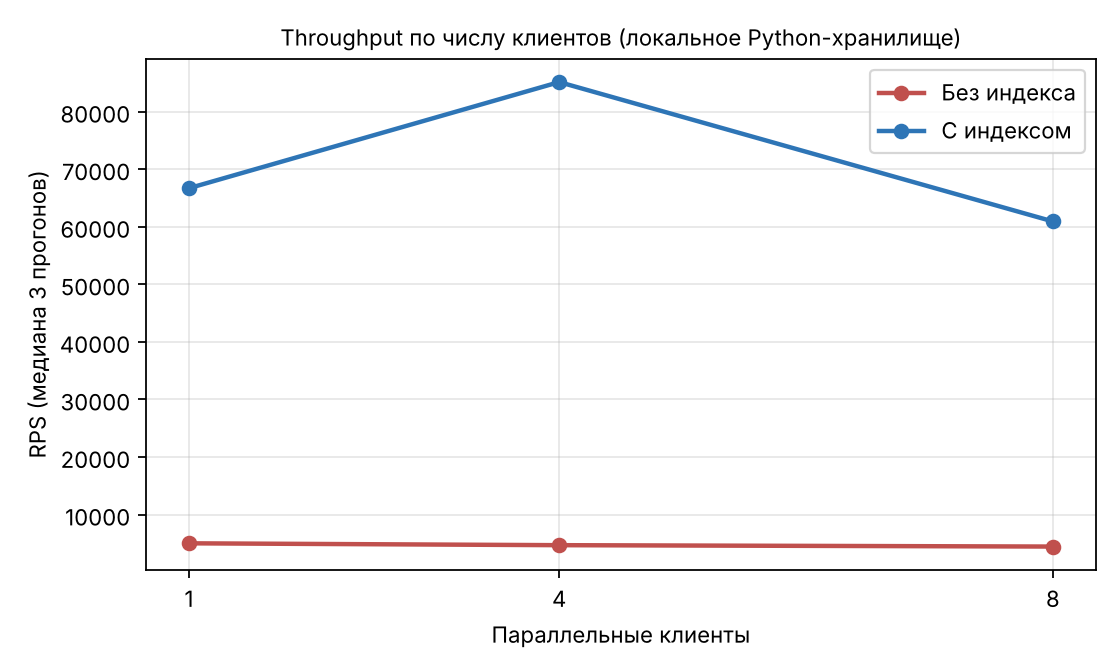 Throughput по числу клиентов (локальное Python-хранилище)
Без индекса
С индексом
RPS (медиана 3 прогонов)
80000
70000
60000
50000
40000
30000
20000
10000
1
4
8
Параллельные клиенты